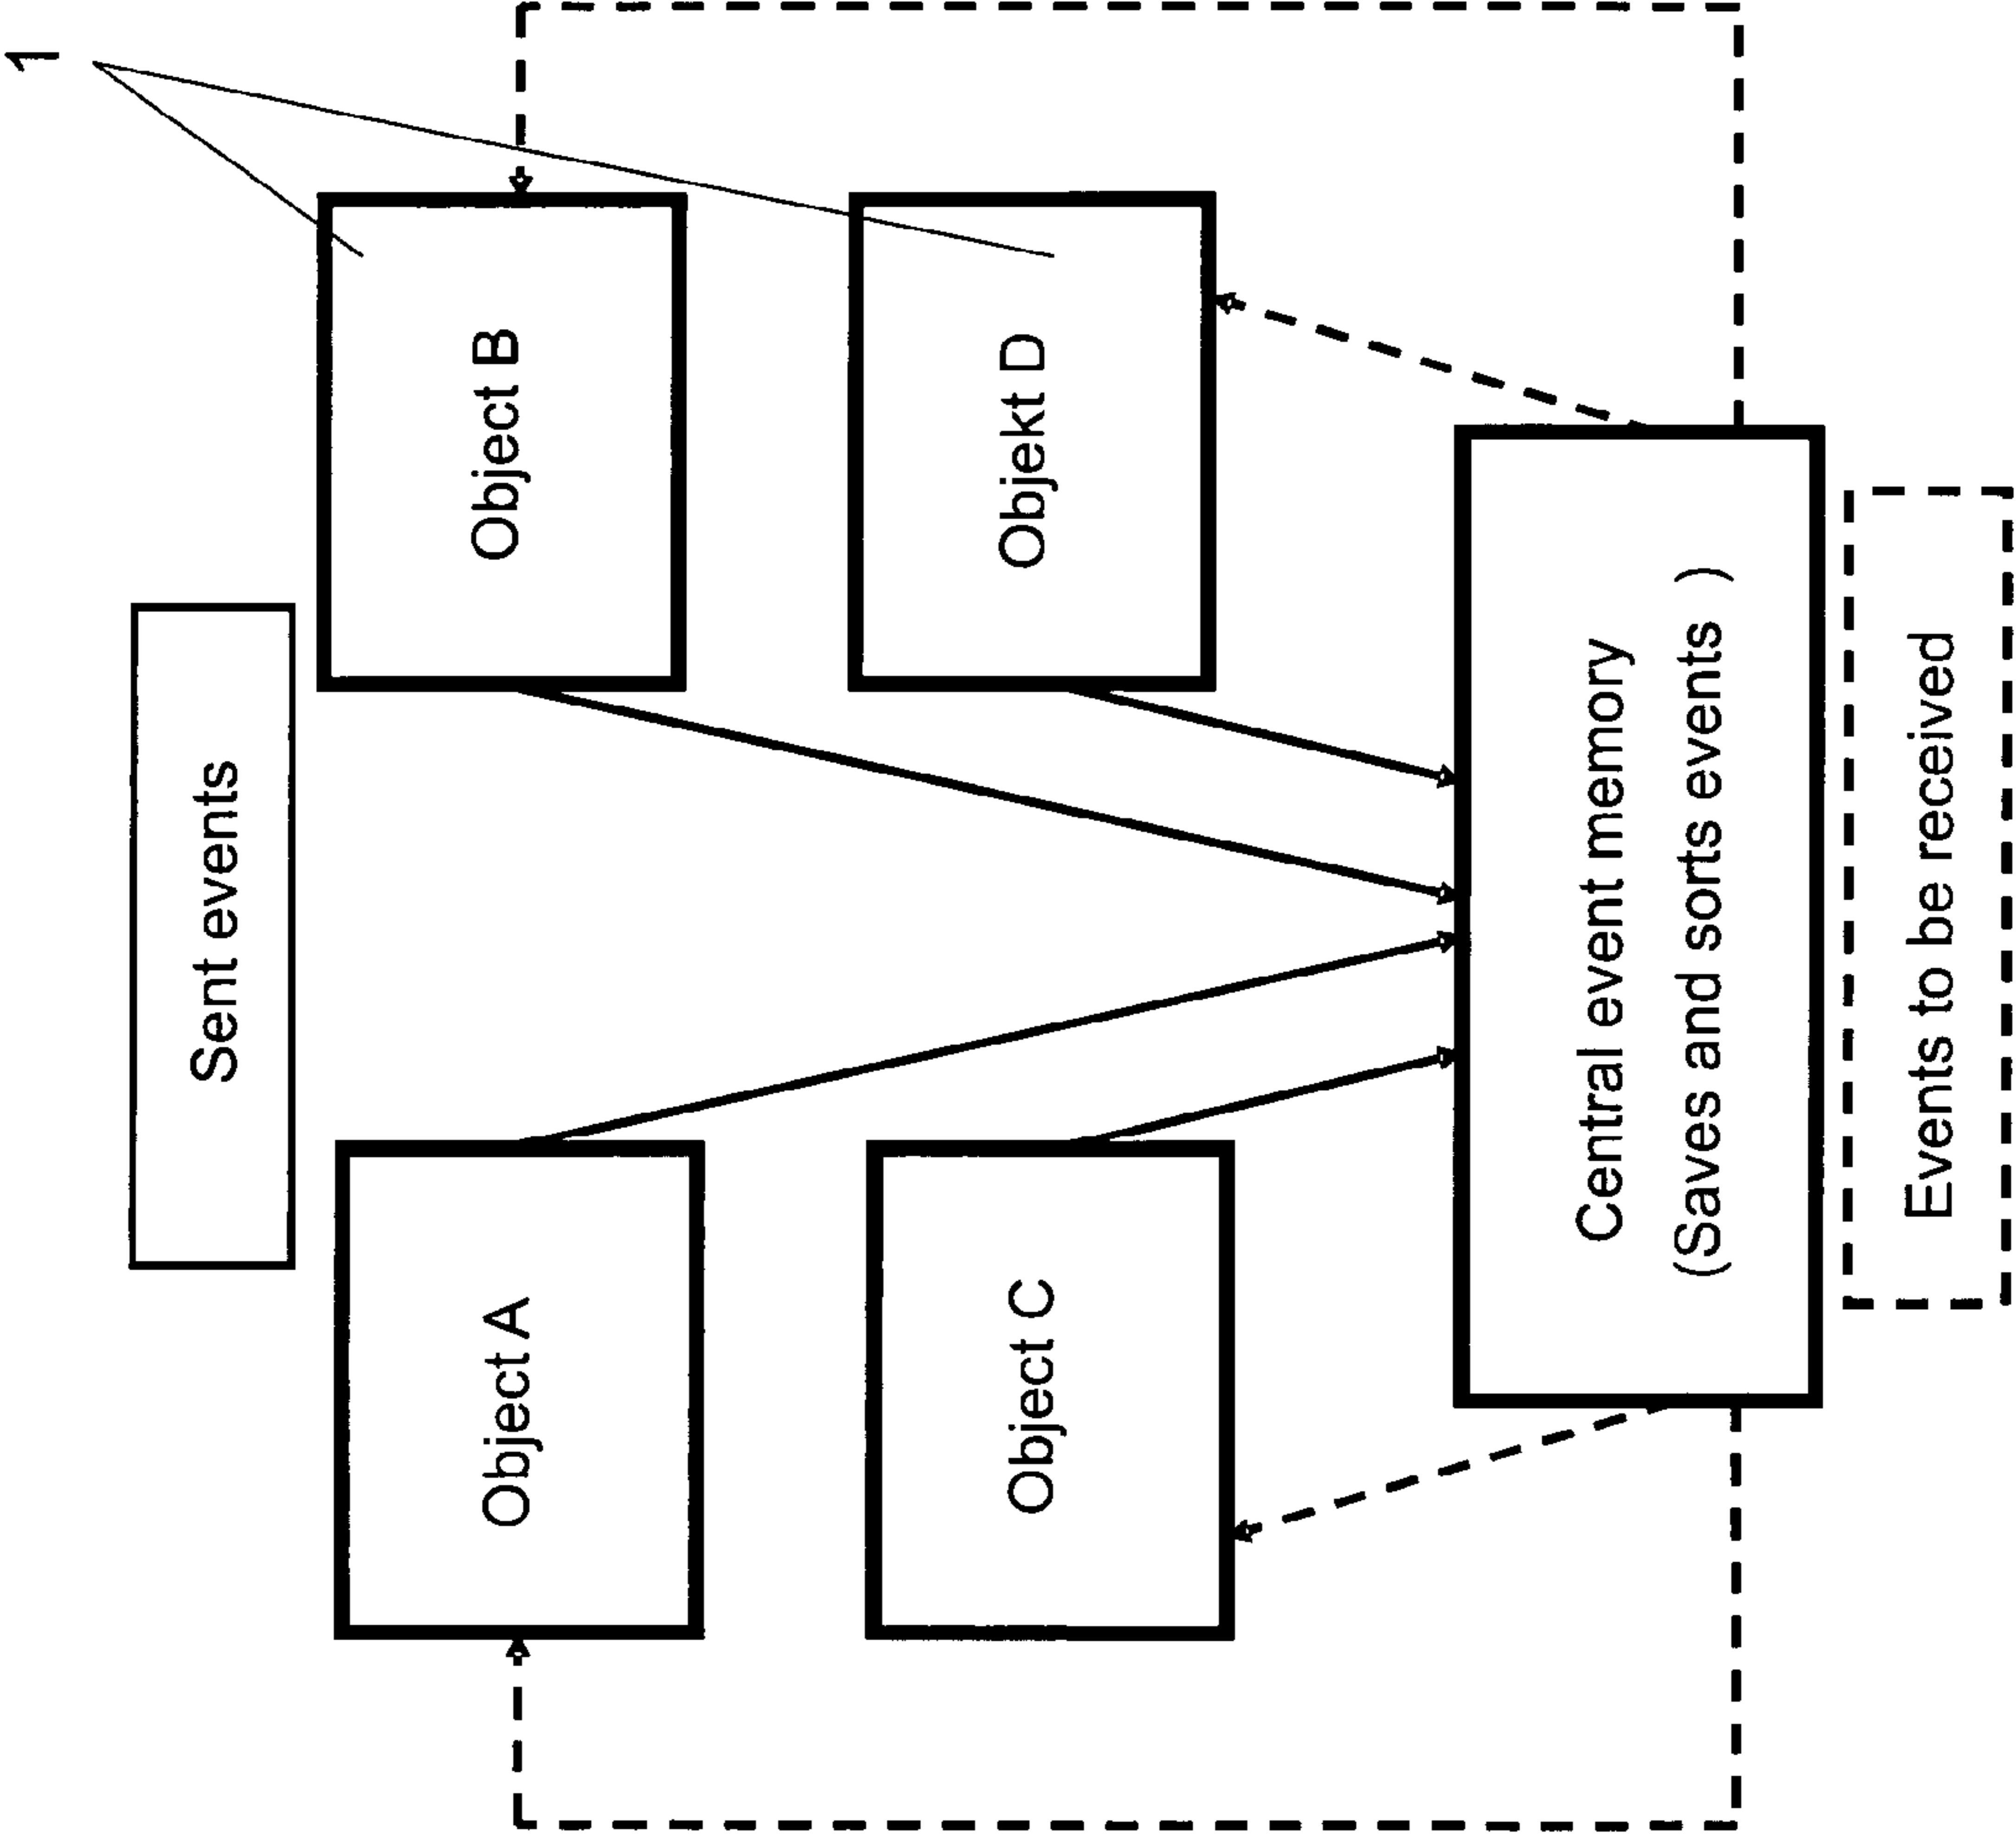 1
Sent events
Object A
Object B
Object C
Objekt D
Central event memory
(Saves and sorts events )
Events to be received